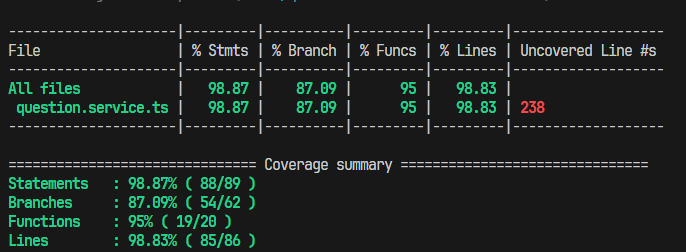 ---------------------|---------|----------|---------|---------|-------------------
File                 | % Stmts | % Branch | % Funcs | % Lines | Uncovered Line #s
---------------------|---------|----------|---------|---------|-------------------
All files            |   98.87 |    87.09 |      95 |   98.83 |
 question.service.ts |   98.87 |    87.09 |      95 |   98.83 | 238
---------------------|---------|----------|---------|---------|-------------------
=============================== Coverage summary ===============================
Statements   : 98.87% ( 88/89 )
Branches     : 87.09% ( 54/62 )
Functions    : 95% ( 19/20 )
Lines        : 98.83% ( 85/86 )